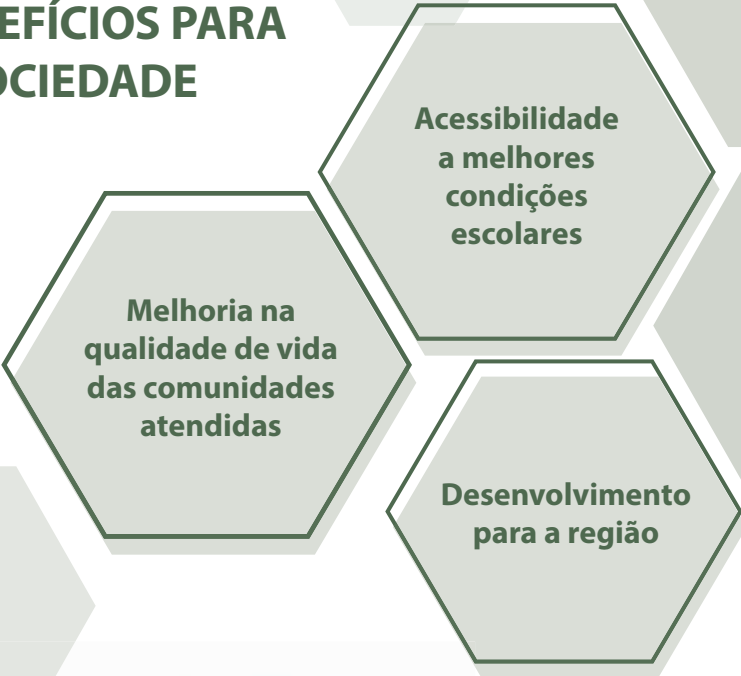 EFÍCIOS PARA
OCIEDADE
Acessibilidade
a melhores
condições
escolares
Melhoria na
qualidade de vida
das comunidades
atendidas
Desenvolvimento
para a região